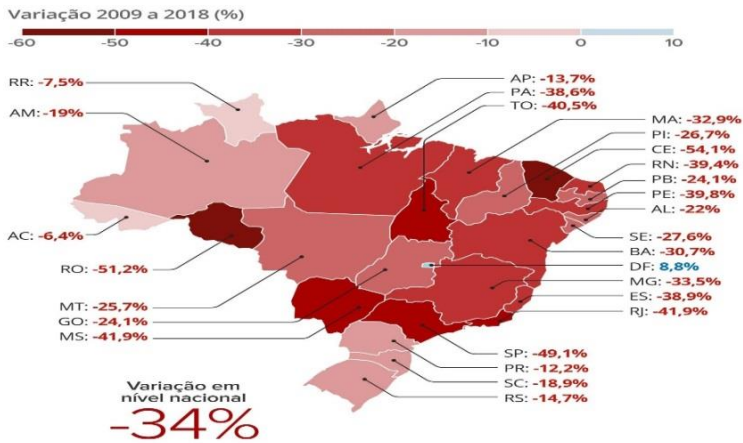 Variação 2009 a 2018 (%)
-60 -50 -40 -30 -20 -10 0 10
RR: -7,5%
AM: -19%
AC: -6,4%
RO: -51,2%
MT: -25,7%
GO: -24,1%
MS: -41,9%
AP: -13,7%
PA: -38,6%
TO: -40,5%
MA: -32,9%
PI: -26,7%
CE: -54,1%
RN: -39,4%
PB: -24,1%
PE: -39,8%
AL: -22%
SE: -27,6%
BA: -30,7%
DF: 8,8%
MG: -33,5%
ES: -38,9%
RJ: -41,9%
SP: -49,1%
PR: -12,2%
SC: -18,9%
RS: -14,7%
Variação em
nível nacional
-34%